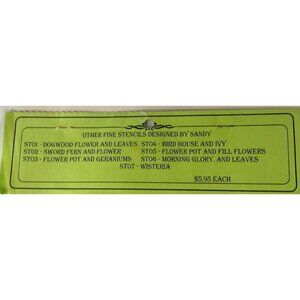 OTHER FINE STENCILS DESIGNED BY SANDY
ST01 - DOGWOOD FLOWER AND LEAVES ST04 - BIRD HOUSE AND IVY
ST02 - SWORD FERN AND FLOWER ST05 - FLOWER POT AND FILL FLOWERS
ST03 - FLOWER POT AND GERANIUMS ST06 - MORNING GLORY, AND LEAVES
ST07 - WISTERIA
$5.95 EACH